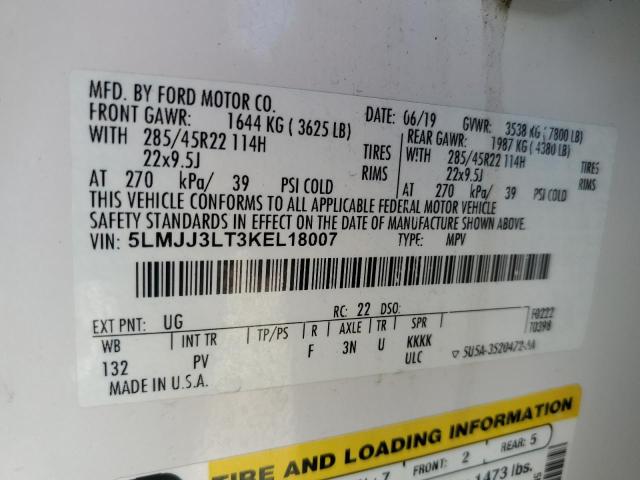 MFD. BY FORD MOTOR CO.
DATE: 06/19 GVWR: 3538 KG ( 7800 LB)
FRONT GAWR: 1644 KG ( 3625 LB) REAR GAWR: 1987 KG ( 4380 LB)
WITH 285/45R22 114H TIRES WITH 285/45R22 114H TIRES
22x9.5J RIMS 22x9.5J RIMS
AT 270 kPa/ 39 PSI COLD AT 270 kPa/ 39 PSI COLD
THIS VEHICLE CONFORMS TO ALL APPLICABLE FEDERAL MOTOR VEHICLE
SAFETY STANDARDS IN EFFECT ON THE DATE OF MANUFACTURE SHOWN ABOVE.
VIN: 5LMJJ3LT3KEL18007 TYPE: MPV
EXT PNT: UG RC: 22 DSO: F0222
T0398
WB INT TR TP/PS R AXLE TR SPR
132 PV F 3N U KKKK
ULC
MADE IN U.S.A.
TIRE AND LOADING INFORMATION
7 FRONT: 2 REAR: 5
1473 lbs.